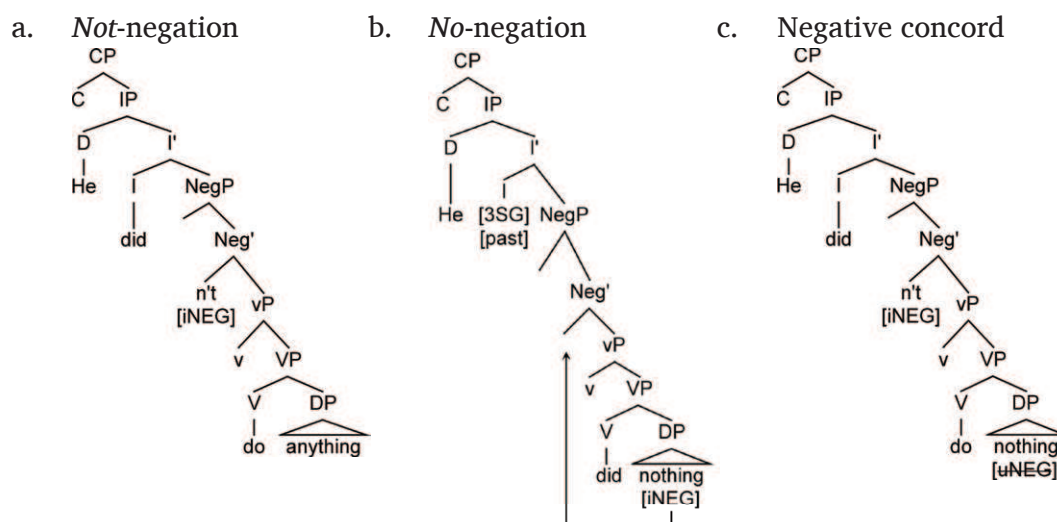 a. Not-negation b. No-negation c. Negative concord
CP CP CP
C IP C IP C IP
D I' D I' D I'
He I NegP He [3SG] NegP He I NegP
did Neg' [past] did Neg'
n't vP Neg' n't vP
[iNEG] [iNEG]
v VP vP v VP
V DP v VP V DP
do anything V DP do nothing
did nothing [uNEG]
[iNEG]